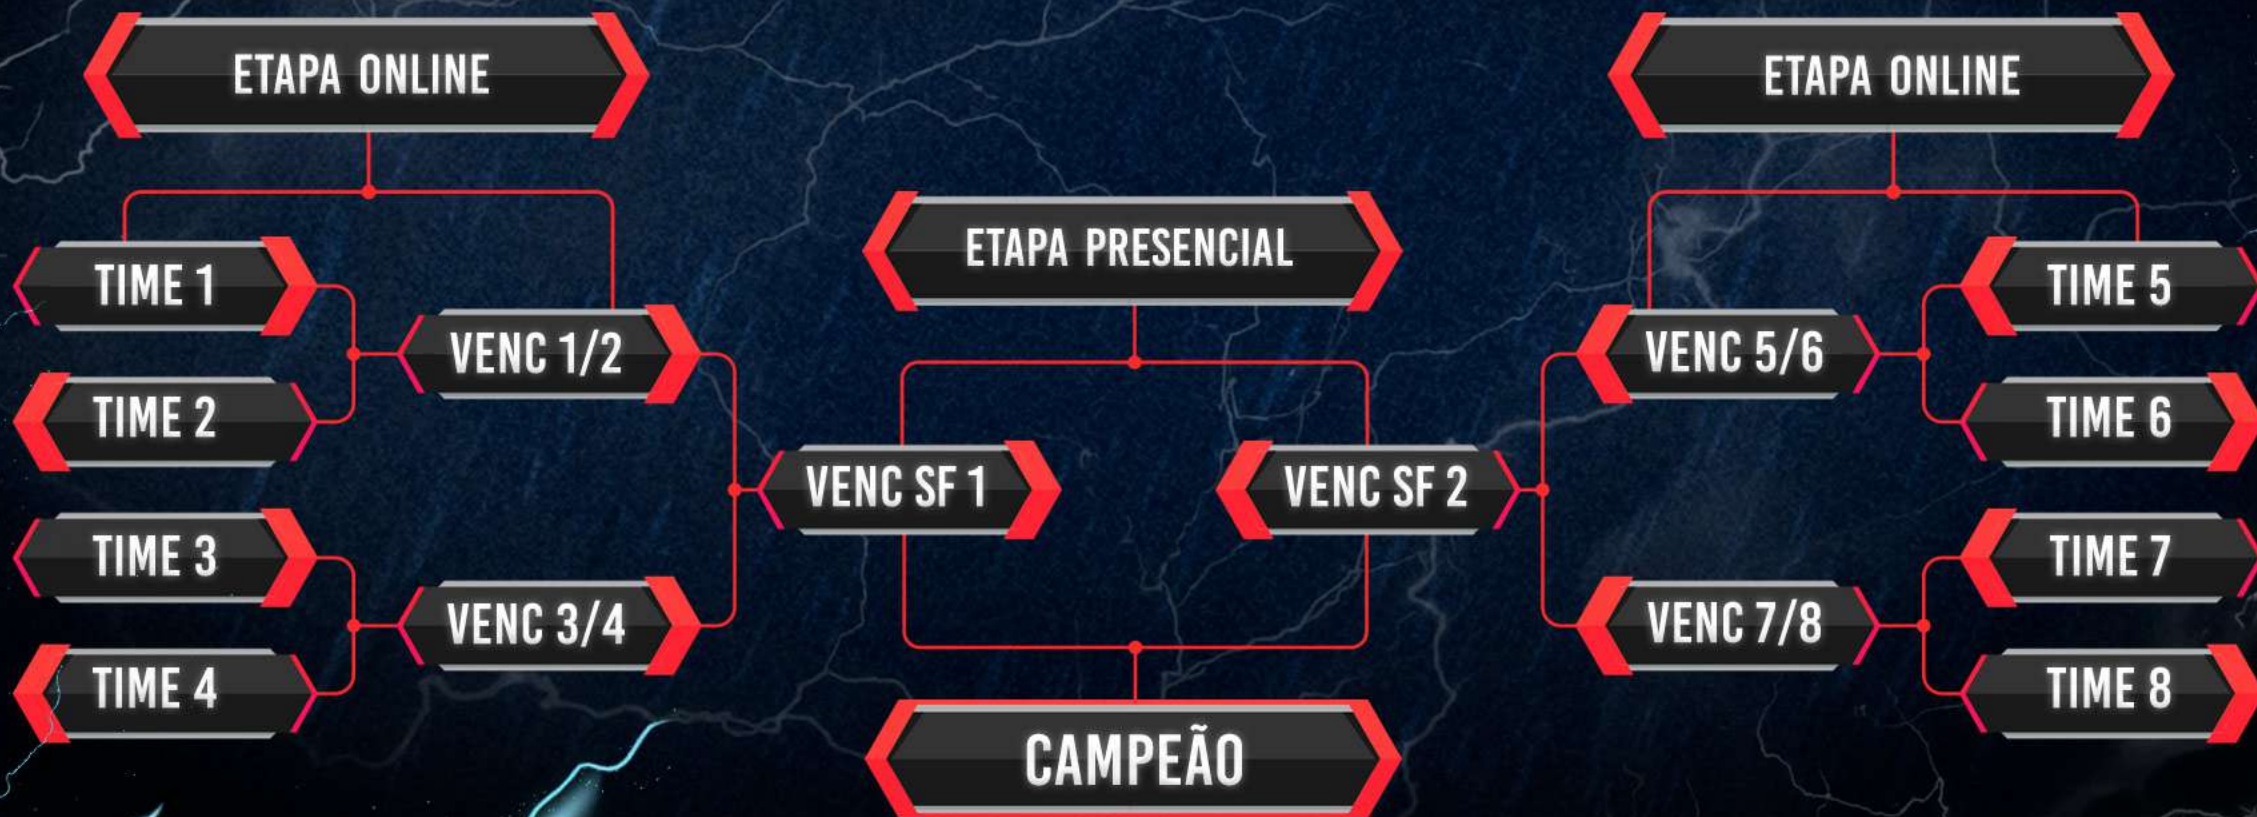 ETAPA ONLINE
ETAPA ONLINE
ETAPA PRESENCIAL
TIME 1
TIME 2
TIME 3
TIME 4
VENC 1/2
VENC 3/4
VENC SF 1
VENC SF 2
VENC 5/6
VENC 7/8
TIME 5
TIME 6
TIME 7
TIME 8
CAMPEÃO